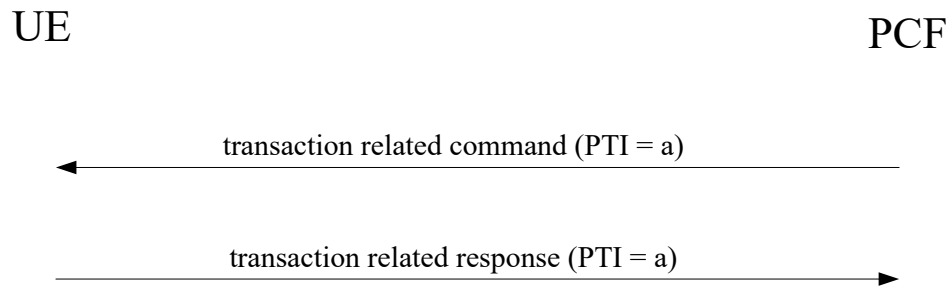 UE
PCF
transaction related command (PTI = a)
transaction related response (PTI = a)